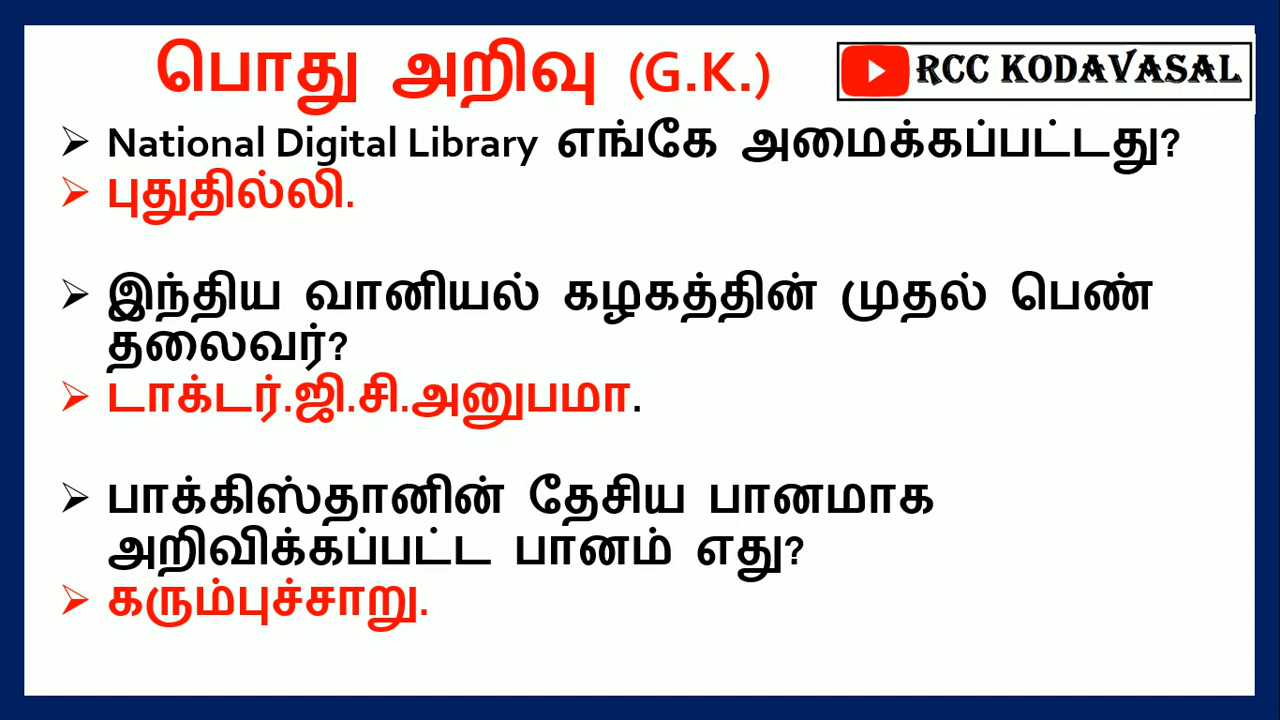 பொது அறிவு (G.K.)
RCC KODAVASAL
➢ National Digital Library எங்கே அமைக்கப்பட்டது?
➢ புதுதில்லி.
➢ இந்திய வானியல் கழகத்தின் முதல் பெண்
தலைவர்?
➢ டாக்டர்.ஜி.சி.அனுபமா.
➢ பாக்கிஸ்தானின் தேசிய பானமாக
அறிவிக்கப்பட்ட பானம் எது?
➢ கரும்புச்சாறு.